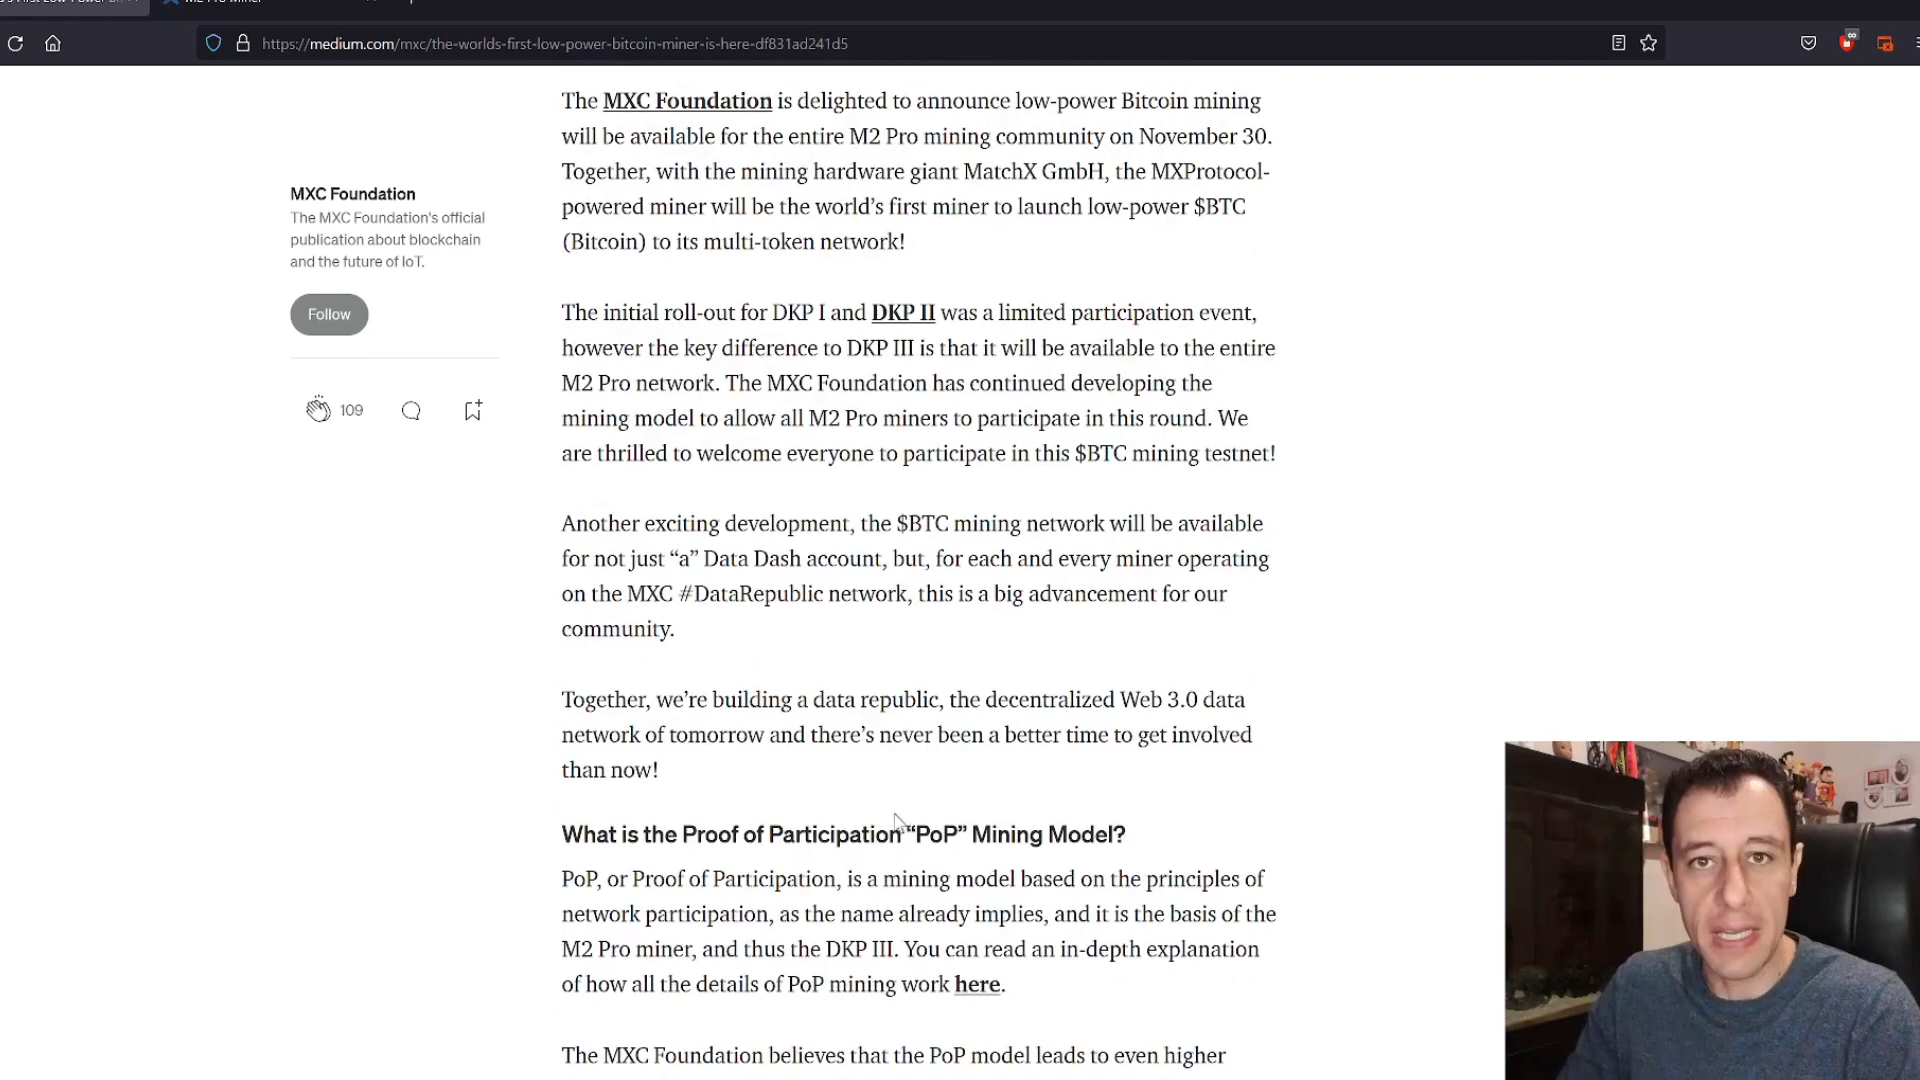 M2 Pro Miner
https://medium.com/mxc/the-worlds-first-low-power-bitcoin-miner-is-here-df831ad241d5
The MXC Foundation is delighted to announce low-power Bitcoin mining
will be available for the entire M2 Pro mining community on November 30.
Together, with the mining hardware giant MatchX GmbH, the MXProtocol-
powered miner will be the world’s first miner to launch low-power $BTC
(Bitcoin) to its multi-token network!
MXC Foundation
The MXC Foundation's official
publication about blockchain
and the future of IoT.
Follow
109
The initial roll-out for DKP I and DKP II was a limited participation event,
however the key difference to DKP III is that it will be available to the entire
M2 Pro network. The MXC Foundation has continued developing the
mining model to allow all M2 Pro miners to participate in this round. We
are thrilled to welcome everyone to participate in this $BTC mining testnet!
Another exciting development, the $BTC mining network will be available
for not just “a” Data Dash account, but, for each and every miner operating
on the MXC #DataRepublic network, this is a big advancement for our
community.
Together, we’re building a data republic, the decentralized Web 3.0 data
network of tomorrow and there’s never been a better time to get involved
than now!
What is the Proof of Participation “PoP” Mining Model?
PoP, or Proof of Participation, is a mining model based on the principles of
network participation, as the name already implies, and it is the basis of the
M2 Pro miner, and thus the DKP III. You can read an in-depth explanation
of how all the details of PoP mining work here.
The MXC Foundation believes that the PoP model leads to even higher